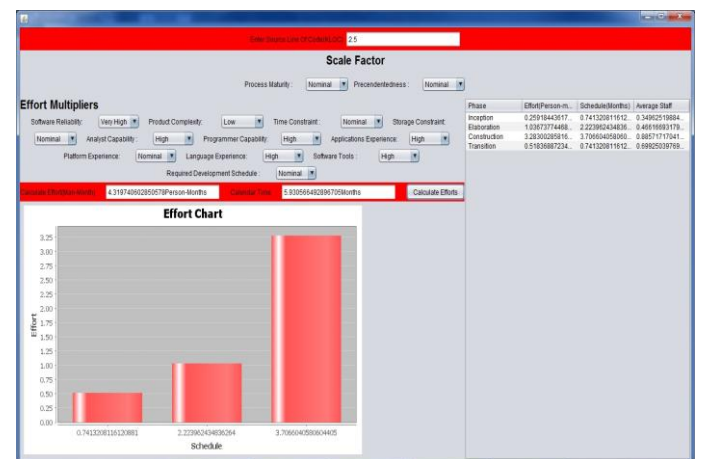 Enter Source Line Of Code(KLOC): 2.5
Scale Factor
Process Maturity: Nominal Precendentedness: Nominal
Effort Multipliers
Software Reliability: Very High Product Complexity: Low Time Constraint: Nominal Storage Constraint:
Nominal Analyst Capability: High Programmer Capability: High Applications Experience: High
Platform Experience: Nominal Language Experience: High Software Tools: High
Required Development Schedule: Nominal
4.319740602850578Person-Months Calendar Time 5.930566492896705Months Calculate Efforts
Phase Effort(Person-m... Schedule(Months) Average Staff
Inception 0.25918443617... 0.741320811612... 0.34962519884...
Elaboration 1.03673774468... 2.223962434836... 0.46616693179...
Construction 3.28300285816... 3.706604058060... 0.88571717041...
Transition 0.51836887234... 0.741320811612... 0.69925039769...
Effort Chart
3.25
3.00
2.75
2.50
2.25
2.00
1.75
1.50
1.25
1.00
0.75
0.50
0.25
0.00
Effort
0.7413208116120881 2.223962434836264 3.7066040580604405
Schedule